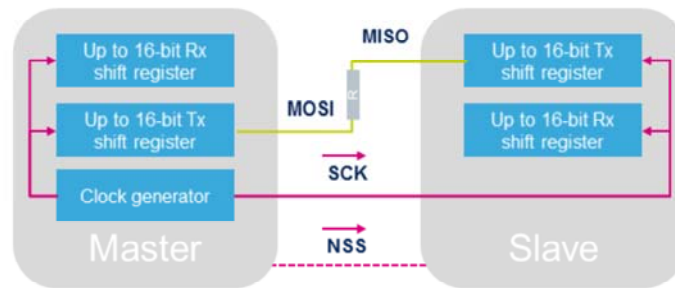 Up to 16-bit Rx
shift register
MOSI
Up to 16-bit Tx
shift register
Clock generator
Master
MISO
R
SCK
NSS
Up to 16-bit Tx
shift register
Up to 16-bit Rx
shift register
Slave